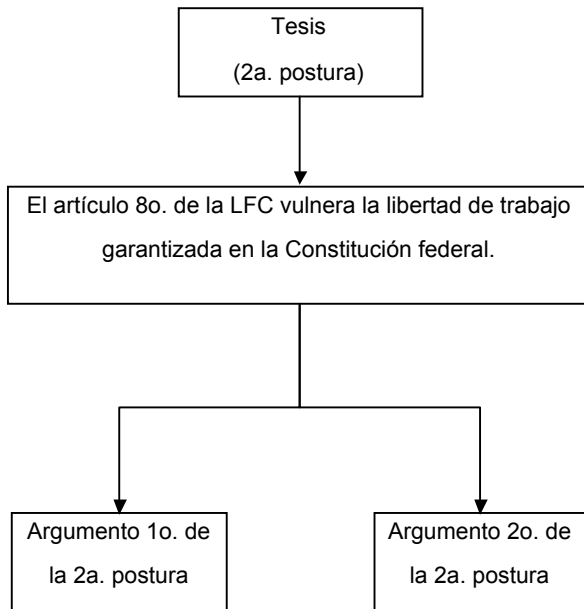 Tesis
(2a. postura)
El artículo 8o. de la LFC vulnera la libertad de trabajo
garantizada en la Constitución federal.
Argumento 1o. de
la 2a. postura
Argumento 2o. de
la 2a. postura